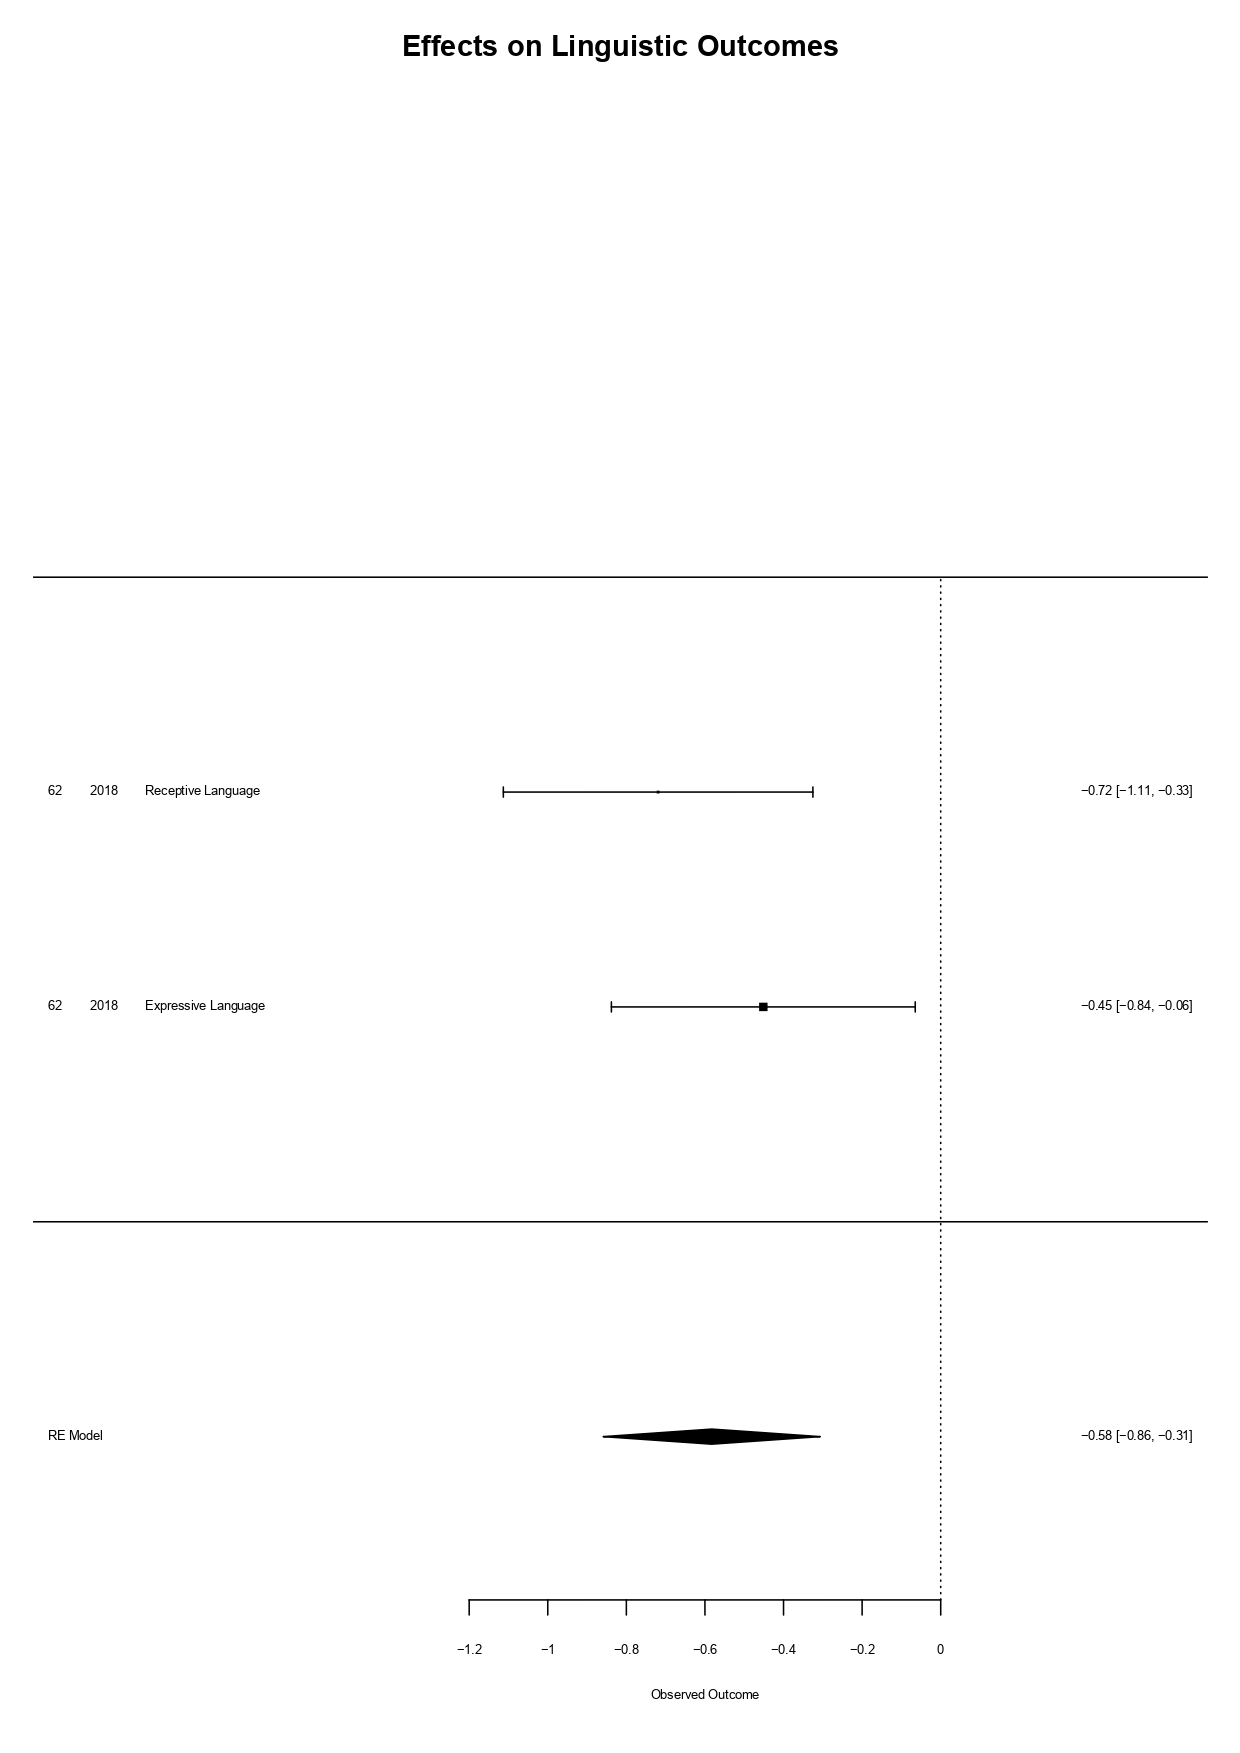 Effects on Linguistic Outcomes
62 2018 Receptive Language −0.72 [−1.11, −0.33]
62 2018 Expressive Language −0.45 [−0.84, −0.06]
RE Model −0.58 [−0.86, −0.31]
−1.2 −1 −0.8 −0.6 −0.4 −0.2 0
Observed Outcome